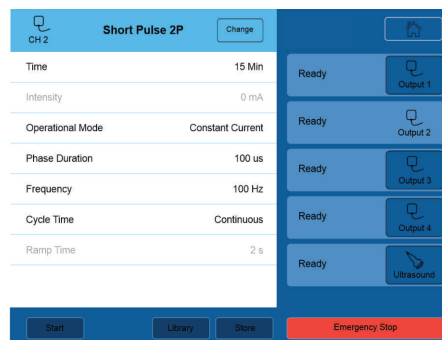 CH 2
Short Pulse 2P
Change
Time 15 Min
Intensity 0 mA
Operational Mode Constant Current
Phase Duration 100 us
Frequency 100 Hz
Cycle Time Continuous
Ramp Time 2 s
Start
Library
Store
Ready
Output 1
Ready
Output 2
Ready
Output 3
Ready
Output 4
Ready
Ultrasound
Emergency Stop